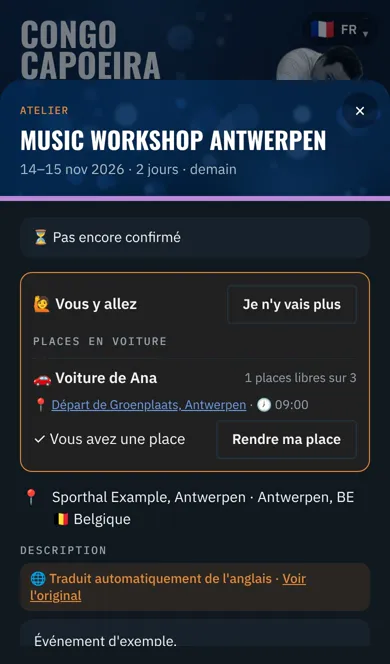 CONGO
CAPOEIRA
FR
ATELIER
MUSIC WORKSHOP ANTWERPEN
14–15 nov 2026 · 2 jours · demain
Pas encore confirmé
Vous y allez
Je n'y vais plus
PLACES EN VOITURE
Voiture de Ana
1 places libres sur 3
Départ de Groenplaats, Antwerpen · 09:00
✓ Vous avez une place
Rendre ma place
Sporthal Example, Antwerpen · Antwerpen, BE
Belgique
DESCRIPTION
Traduit automatiquement de l'anglais · Voir
l'original
Événement d'exemple.